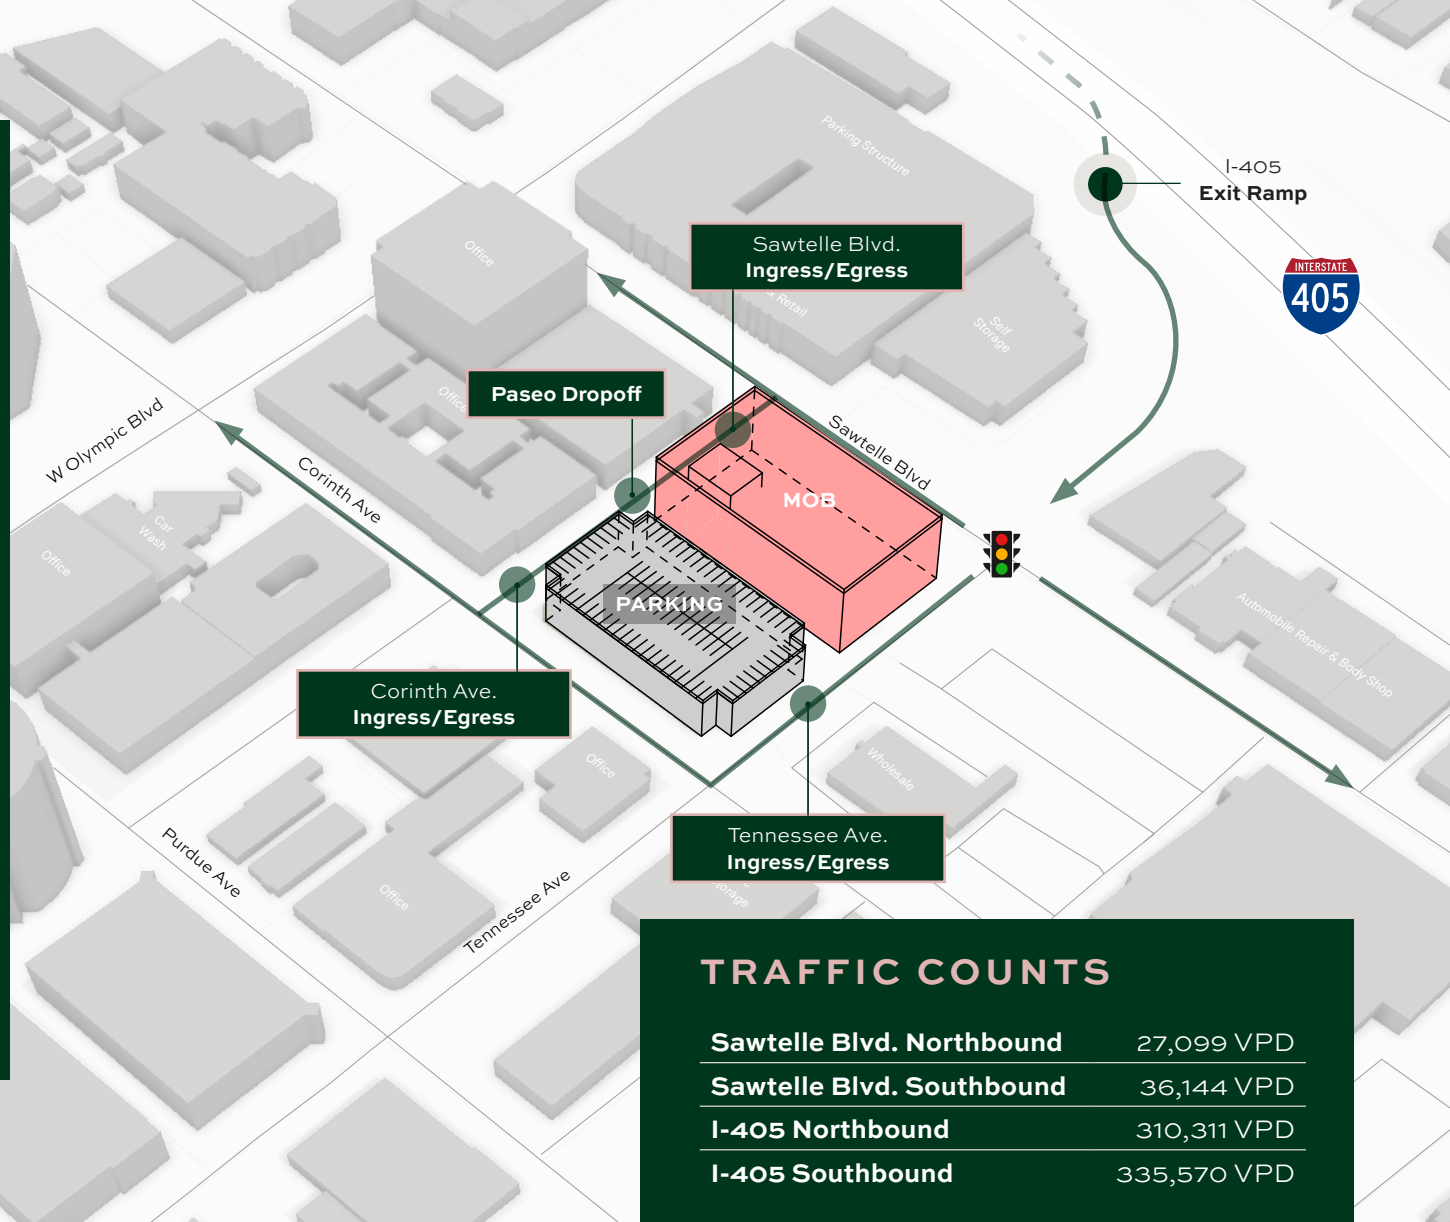 Parking Structure
I-405
Exit Ramp
Office
Sawtelle Blvd.
Ingress/Egress
INTERSTATE
405
& Retail
Self
Storage
Paseo Dropoff
Office
W Olympic Blvd
Corinth Ave
Sawtelle Blvd
MOB
Car
Wash
Office
PARKING
Automobile Repair & Body Shop
Corinth Ave.
Ingress/Egress
Office
Wholesale
Tennessee Ave.
Ingress/Egress
Purdue Ave
Office
Tennessee Ave
Storage
TRAFFIC COUNTS
Sawtelle Blvd. Northbound 27,099 VPD
Sawtelle Blvd. Southbound 36,144 VPD
I-405 Northbound 310,311 VPD
I-405 Southbound 335,570 VPD